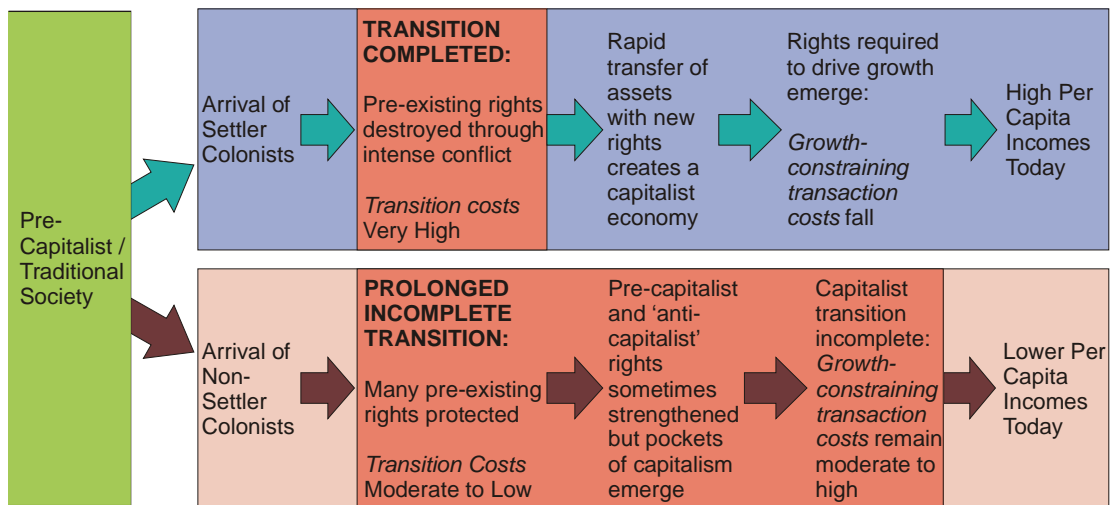 Pre-
Capitalist /
Traditional
Society
Arrival of
Settler
Colonists
TRANSITION
COMPLETED:
Pre-existing rights
destroyed through
intense conflict
Transition costs
Very High
Rapid
transfer of
assets
with new
rights
creates a
capitalist
economy
Rights required
to drive growth
emerge:
Growth-
constraining
transaction
costs fall
High Per
Capita
Incomes
Today
Arrival of
Non-
Settler
Colonists
PROLONGED
INCOMPLETE
TRANSITION:
Many pre-existing
rights protected
Transition Costs
Moderate to Low
Pre-capitalist
and ‘anti-
capitalist’ rights
sometimes
strengthened
but pockets
of capitalism
emerge
Capitalist
transition
incomplete:
Growth-
constraining
transaction
costs remain
moderate to
high
Lower Per
Capita
Incomes
Today